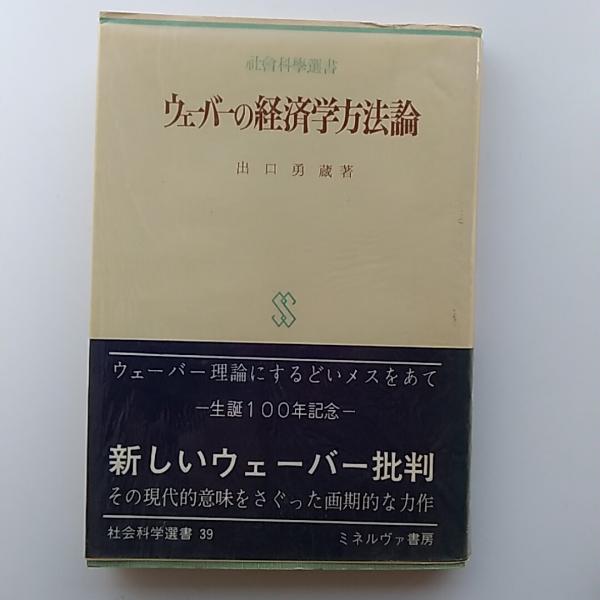 社會科學選書
ウェーバーの経済学方法論
出口勇蔵著
ウェーバー理論にするどいメスをあて
―生誕100年記念―
新しいウェーバー批判
その現代的意味をさぐった画期的な力作
社会科学選書 39 ミネルヴァ書房